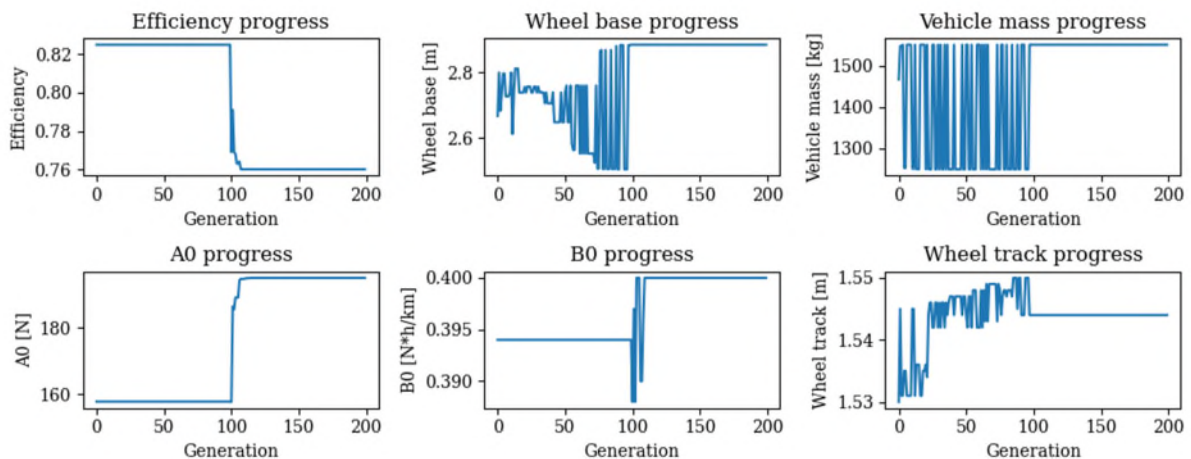 Efficiency progress
Efficiency
0.82
0.80
0.78
0.76
0
50
100
150
200
Generation
Wheel base progress
Wheel base [m]
2.8
2.6
0
50
100
150
200
Generation
Vehicle mass progress
Vehicle mass [kg]
1500
1400
1300
0
50
100
150
200
Generation
A0 progress
A0 [N]
180
160
0
50
100
150
200
Generation
B0 progress
B0 [N*h/km]
0.400
0.395
0.390
0
50
100
150
200
Generation
Wheel track progress
Wheel track [m]
1.55
1.54
1.53
0
50
100
150
200
Generation